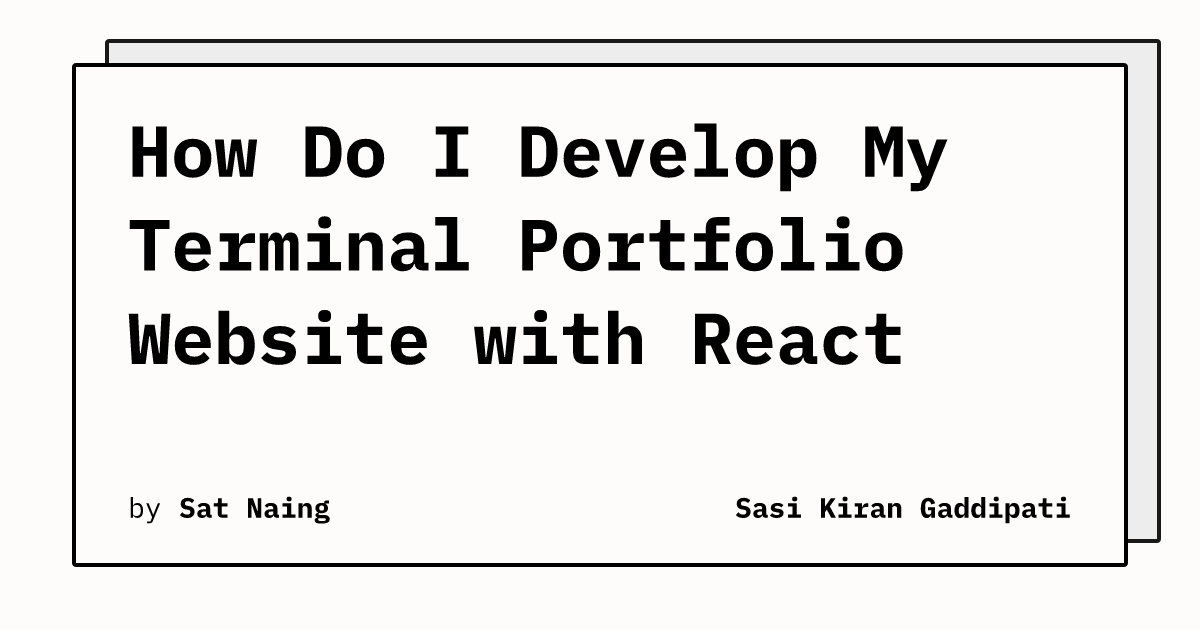 How Do I Develop My
Terminal Portfolio
Website with React
by Sat Naing
Sasi Kiran Gaddipati